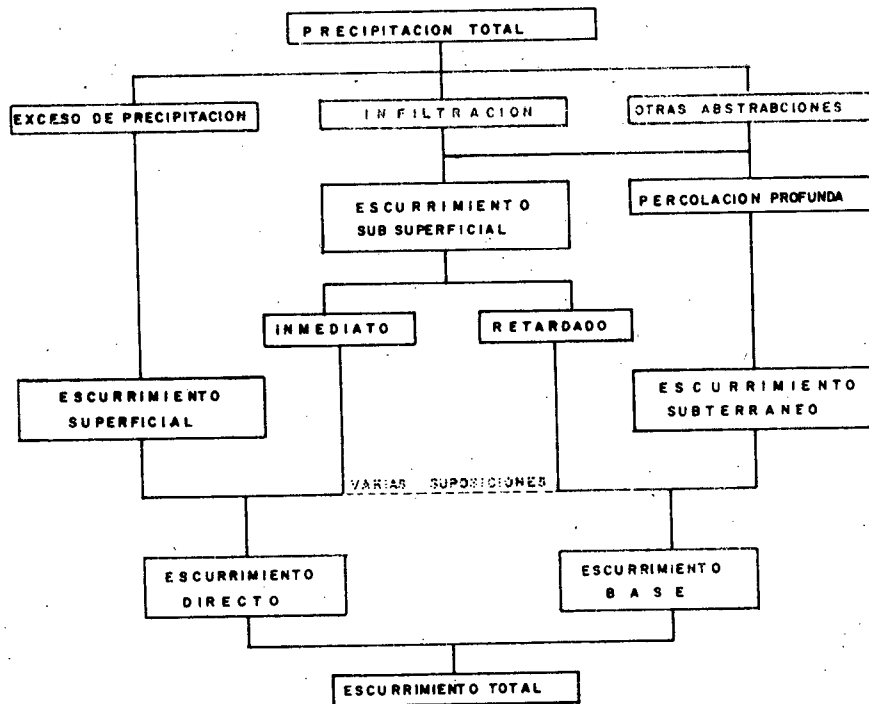 PRECIPITACION TOTAL
EXCESO DE PRECIPITACION
INFILTRACION
OTRAS ABSTRABCIONES
ESCURRIMIENTO
SUB SUPERFICIAL
PERCOLACION PROFUNDA
INMEDIATO
RETARDADO
ESCURRIMIENTO
SUPERFICIAL
ESCURRIMIENTO
SUBTERRANEO
VARIAS SUPOSICIONES
ESCURRIMIENTO
DIRECTO
ESCURRIMIENTO
BASE
ESCURRIMIENTO TOTAL